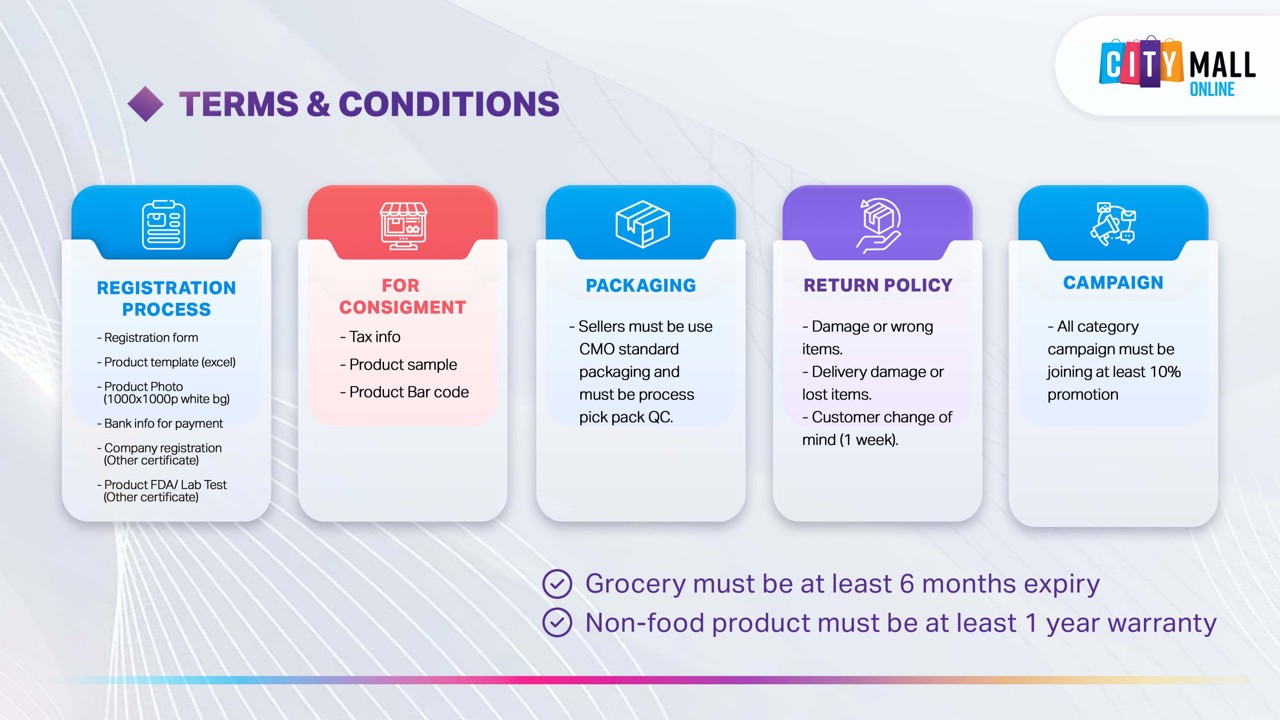 CITY MALL
ONLINE
TERMS & CONDITIONS
REGISTRATION
PROCESS
- Registration form
- Product template (excel)
- Product Photo
(1000x1000p white bg)
- Bank info for payment
- Company registration
(Other certificate)
- Product FDA/ Lab Test
(Other certificate)
FOR
CONSIGMENT
- Tax info
- Product sample
- Product Bar code
PACKAGING
- Sellers must be use
CMO standard
packaging and
must be process
pick pack QC.
RETURN POLICY
- Damage or wrong
items.
- Delivery damage or
lost items.
- Customer change of
mind (1 week).
CAMPAIGN
- All category
campaign must be
joining at least 10%
promotion
Grocery must be at least 6 months expiry
Non-food product must be at least 1 year warranty